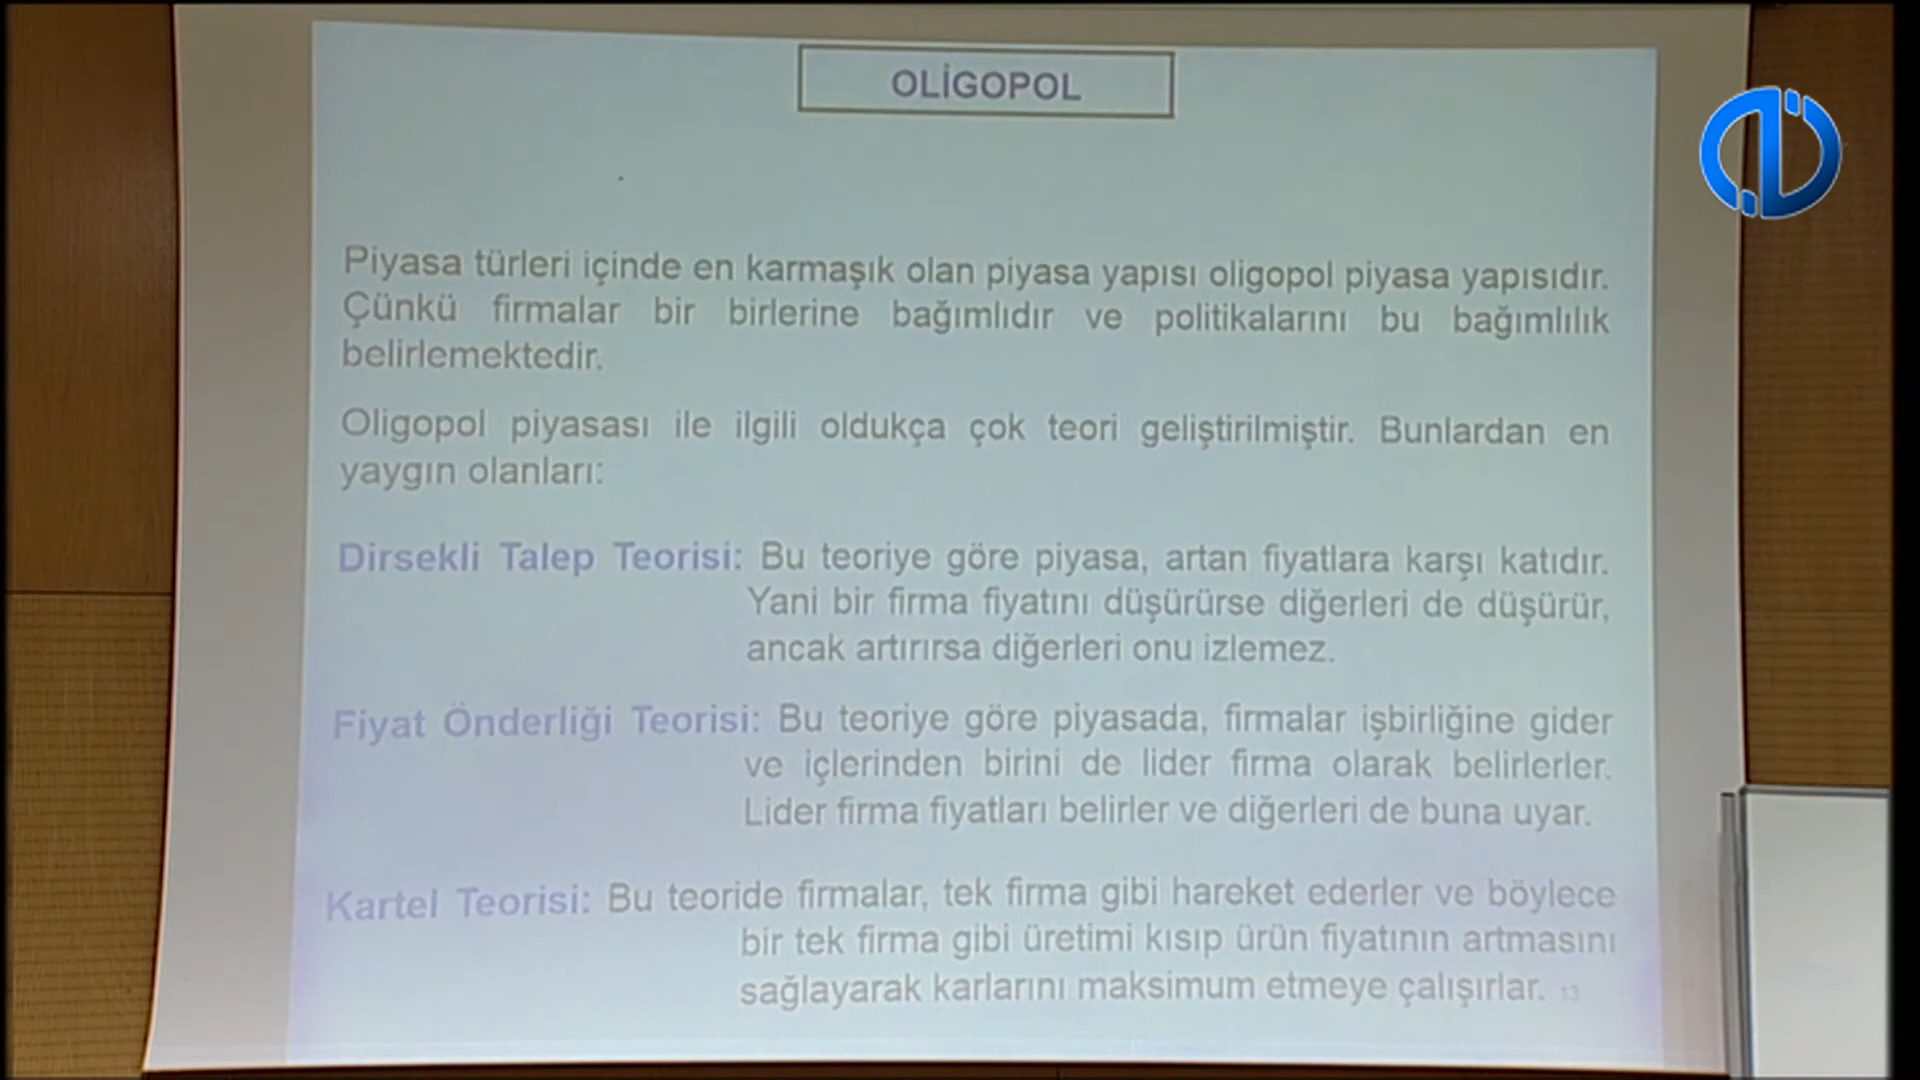 OLİGOPOL
Piyasa türleri içinde en karmaşık olan piyasa yapısı oligopol piyasa yapısıdır.
Çünkü firmalar bir birlerine bağımlıdır ve politikalarını bu bağımlılık
belirlemektedir.
Oligopol piyasası ile ilgili oldukça çok teori geliştirilmiştir. Bunlardan en
yaygın olanları:
Dirsekli Talep Teorisi: Bu teoriye göre piyasa, artan fiyatlara karşı katıdır.
Yani bir firma fiyatını düşürürse diğerleri de düşürür,
ancak artırırsa diğerleri onu izlemez.
Fiyat Önderliği Teorisi: Bu teoriye göre piyasada, firmalar işbirliğine gider
ve içlerinden birini de lider firma olarak belirlerler.
Lider firma fiyatları belirler ve diğerleri de buna uyar.
Kartel Teorisi: Bu teoride firmalar, tek firma gibi hareket ederler ve böylece
bir tek firma gibi üretimi kısıp ürün fiyatının artmasını
sağlayarak karlarını maksimum etmeye çalışırlar. 13